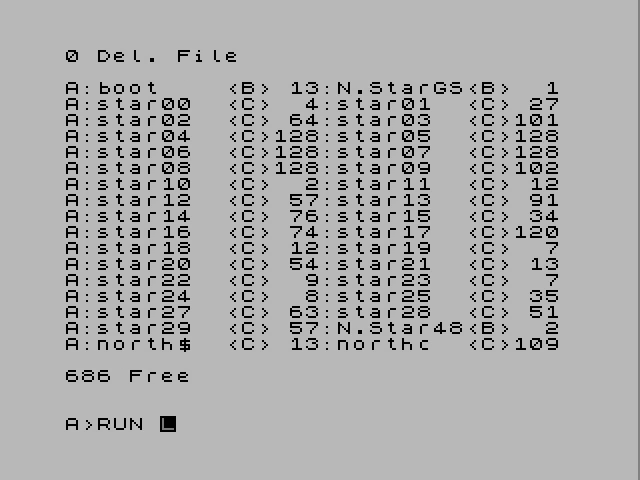 0 Del. File
A:boot    <B> 13:N.StarGS<B>  1
A:star00  <C>  4:star01  <C> 27
A:star02  <C> 64:star03  <C>101
A:star04  <C>128:star05  <C>128
A:star06  <C>128:star07  <C>128
A:star08  <C>128:star09  <C>102
A:star10  <C>  2:star11  <C> 12
A:star12  <C> 57:star13  <C> 91
A:star14  <C> 76:star15  <C> 34
A:star16  <C> 74:star17  <C>120
A:star18  <C> 12:star19  <C>  7
A:star20  <C> 54:star21  <C> 13
A:star22  <C>  9:star23  <C>  7
A:star24  <C>  8:star25  <C> 35
A:star27  <C> 63:star28  <C> 51
A:star29  <C> 57:N.Star48<B>  2
A:north$  <C> 13:northc  <C>109
686 Free
A>RUN L